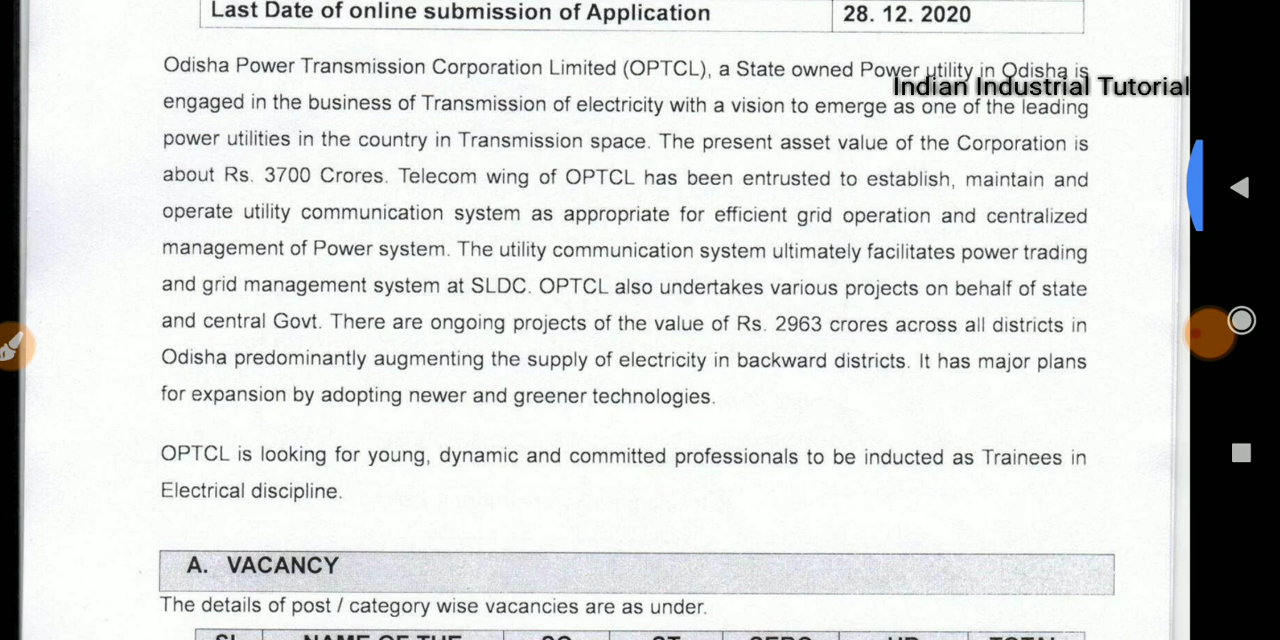 Last Date of online submission of Application 28. 12. 2020
Odisha Power Transmission Corporation Limited (OPTCL), a State owned Power utility in Odisha is
Indian Industrial Tutorial
engaged in the business of Transmission of electricity with a vision to emerge as one of the leading
power utilities in the country in Transmission space. The present asset value of the Corporation is
about Rs. 3700 Crores. Telecom wing of OPTCL has been entrusted to establish, maintain and
operate utility communication system as appropriate for efficient grid operation and centralized
management of Power system. The utility communication system ultimately facilitates power trading
and grid management system at SLDC. OPTCL also undertakes various projects on behalf of state
and central Govt. There are ongoing projects of the value of Rs. 2963 crores across all districts in
Odisha predominantly augmenting the supply of electricity in backward districts. It has major plans
for expansion by adopting newer and greener technologies.
OPTCL is looking for young, dynamic and committed professionals to be inducted as Trainees in
Electrical discipline.
A. VACANCY
The details of post / category wise vacancies are as under.
SL NAME OF THE SC ST SEBC UR TOTAL